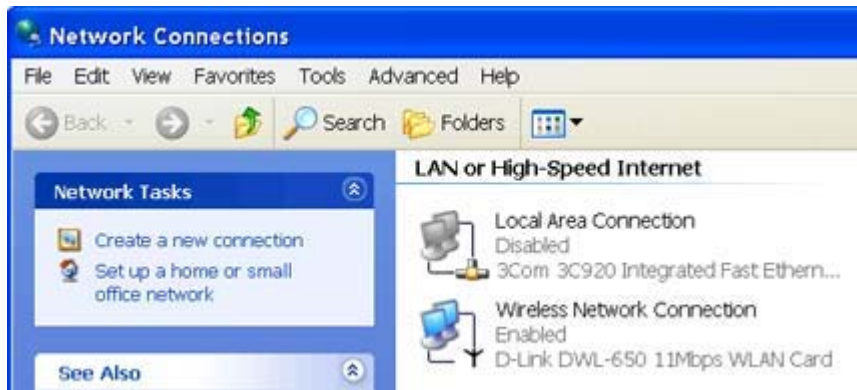 Network Connections
File Edit View Favorites Tools Advanced Help
Back Search Folders
Network Tasks
Create a new connection
Set up a home or small
office network
See Also
LAN or High-Speed Internet
Local Area Connection
Disabled
3Com 3C920 Integrated Fast Ethern...
Wireless Network Connection
Enabled
D-Link DWL-650 11Mbps WLAN Card